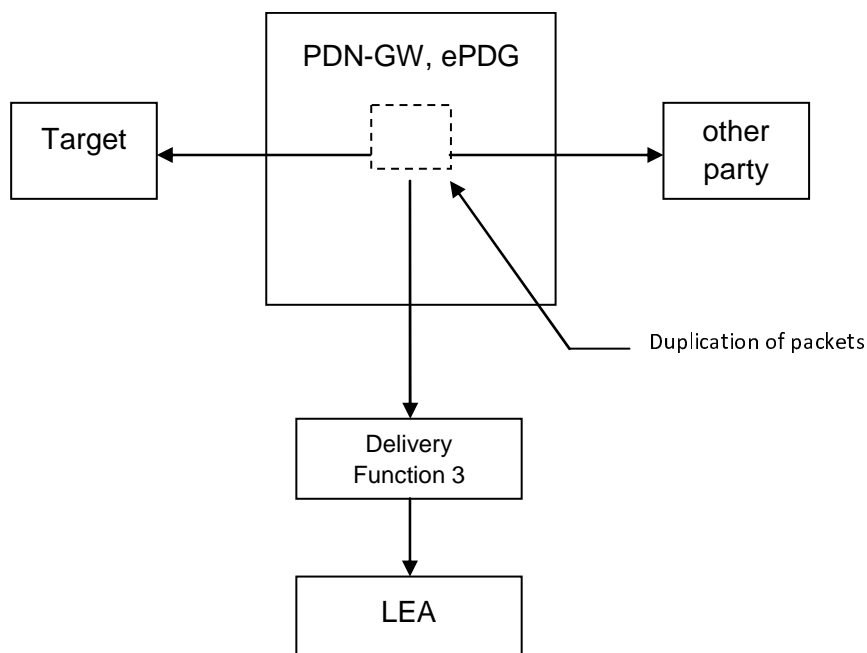 PDN-GW, ePDG
Target
other
party
Duplication of packets
Delivery
Function 3
LEA